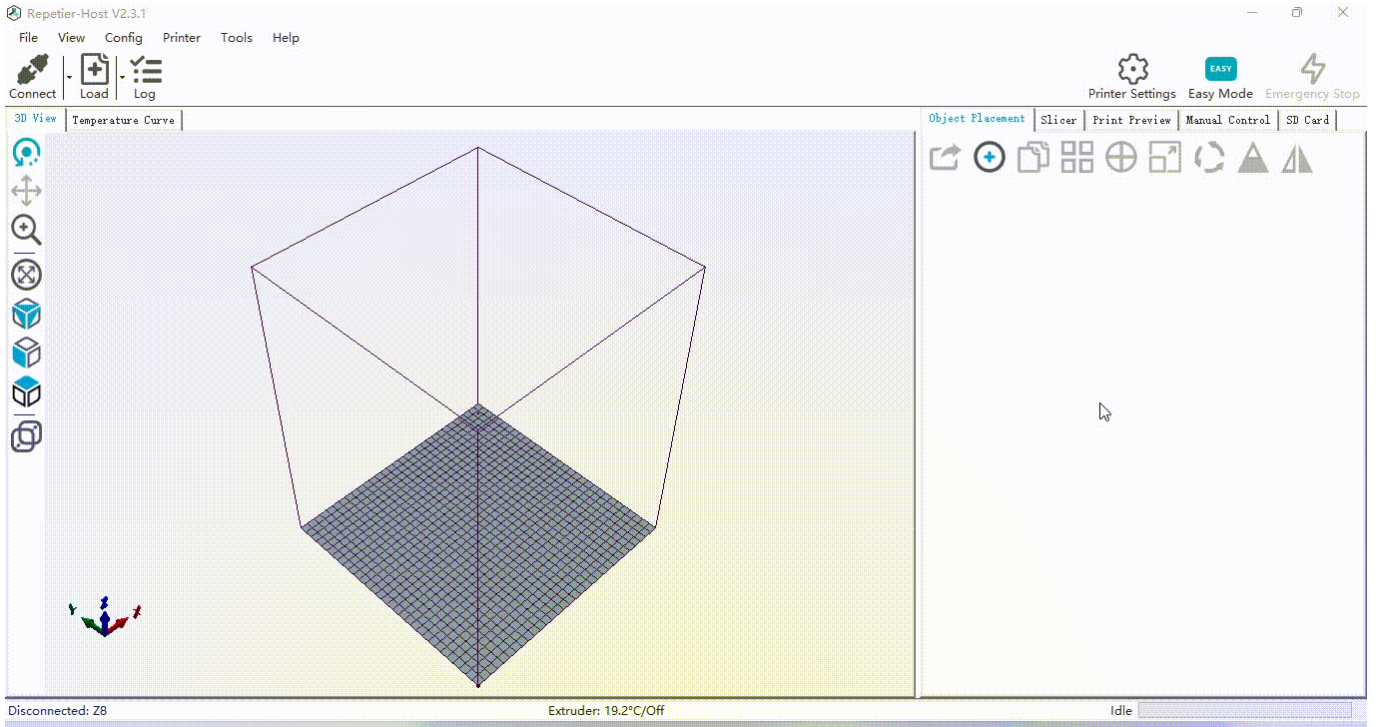 Repetier-Host V2.3.1
File View Config Printer Tools Help
Connect Load Log Printer Settings EASY Easy Mode Emergency Stop
3D View Temperature Curve Object Placement Slicer Print Preview Manual Control SD Card
Y Z X
Disconnected: Z8 Extruder: 19.2°C/Off Idle